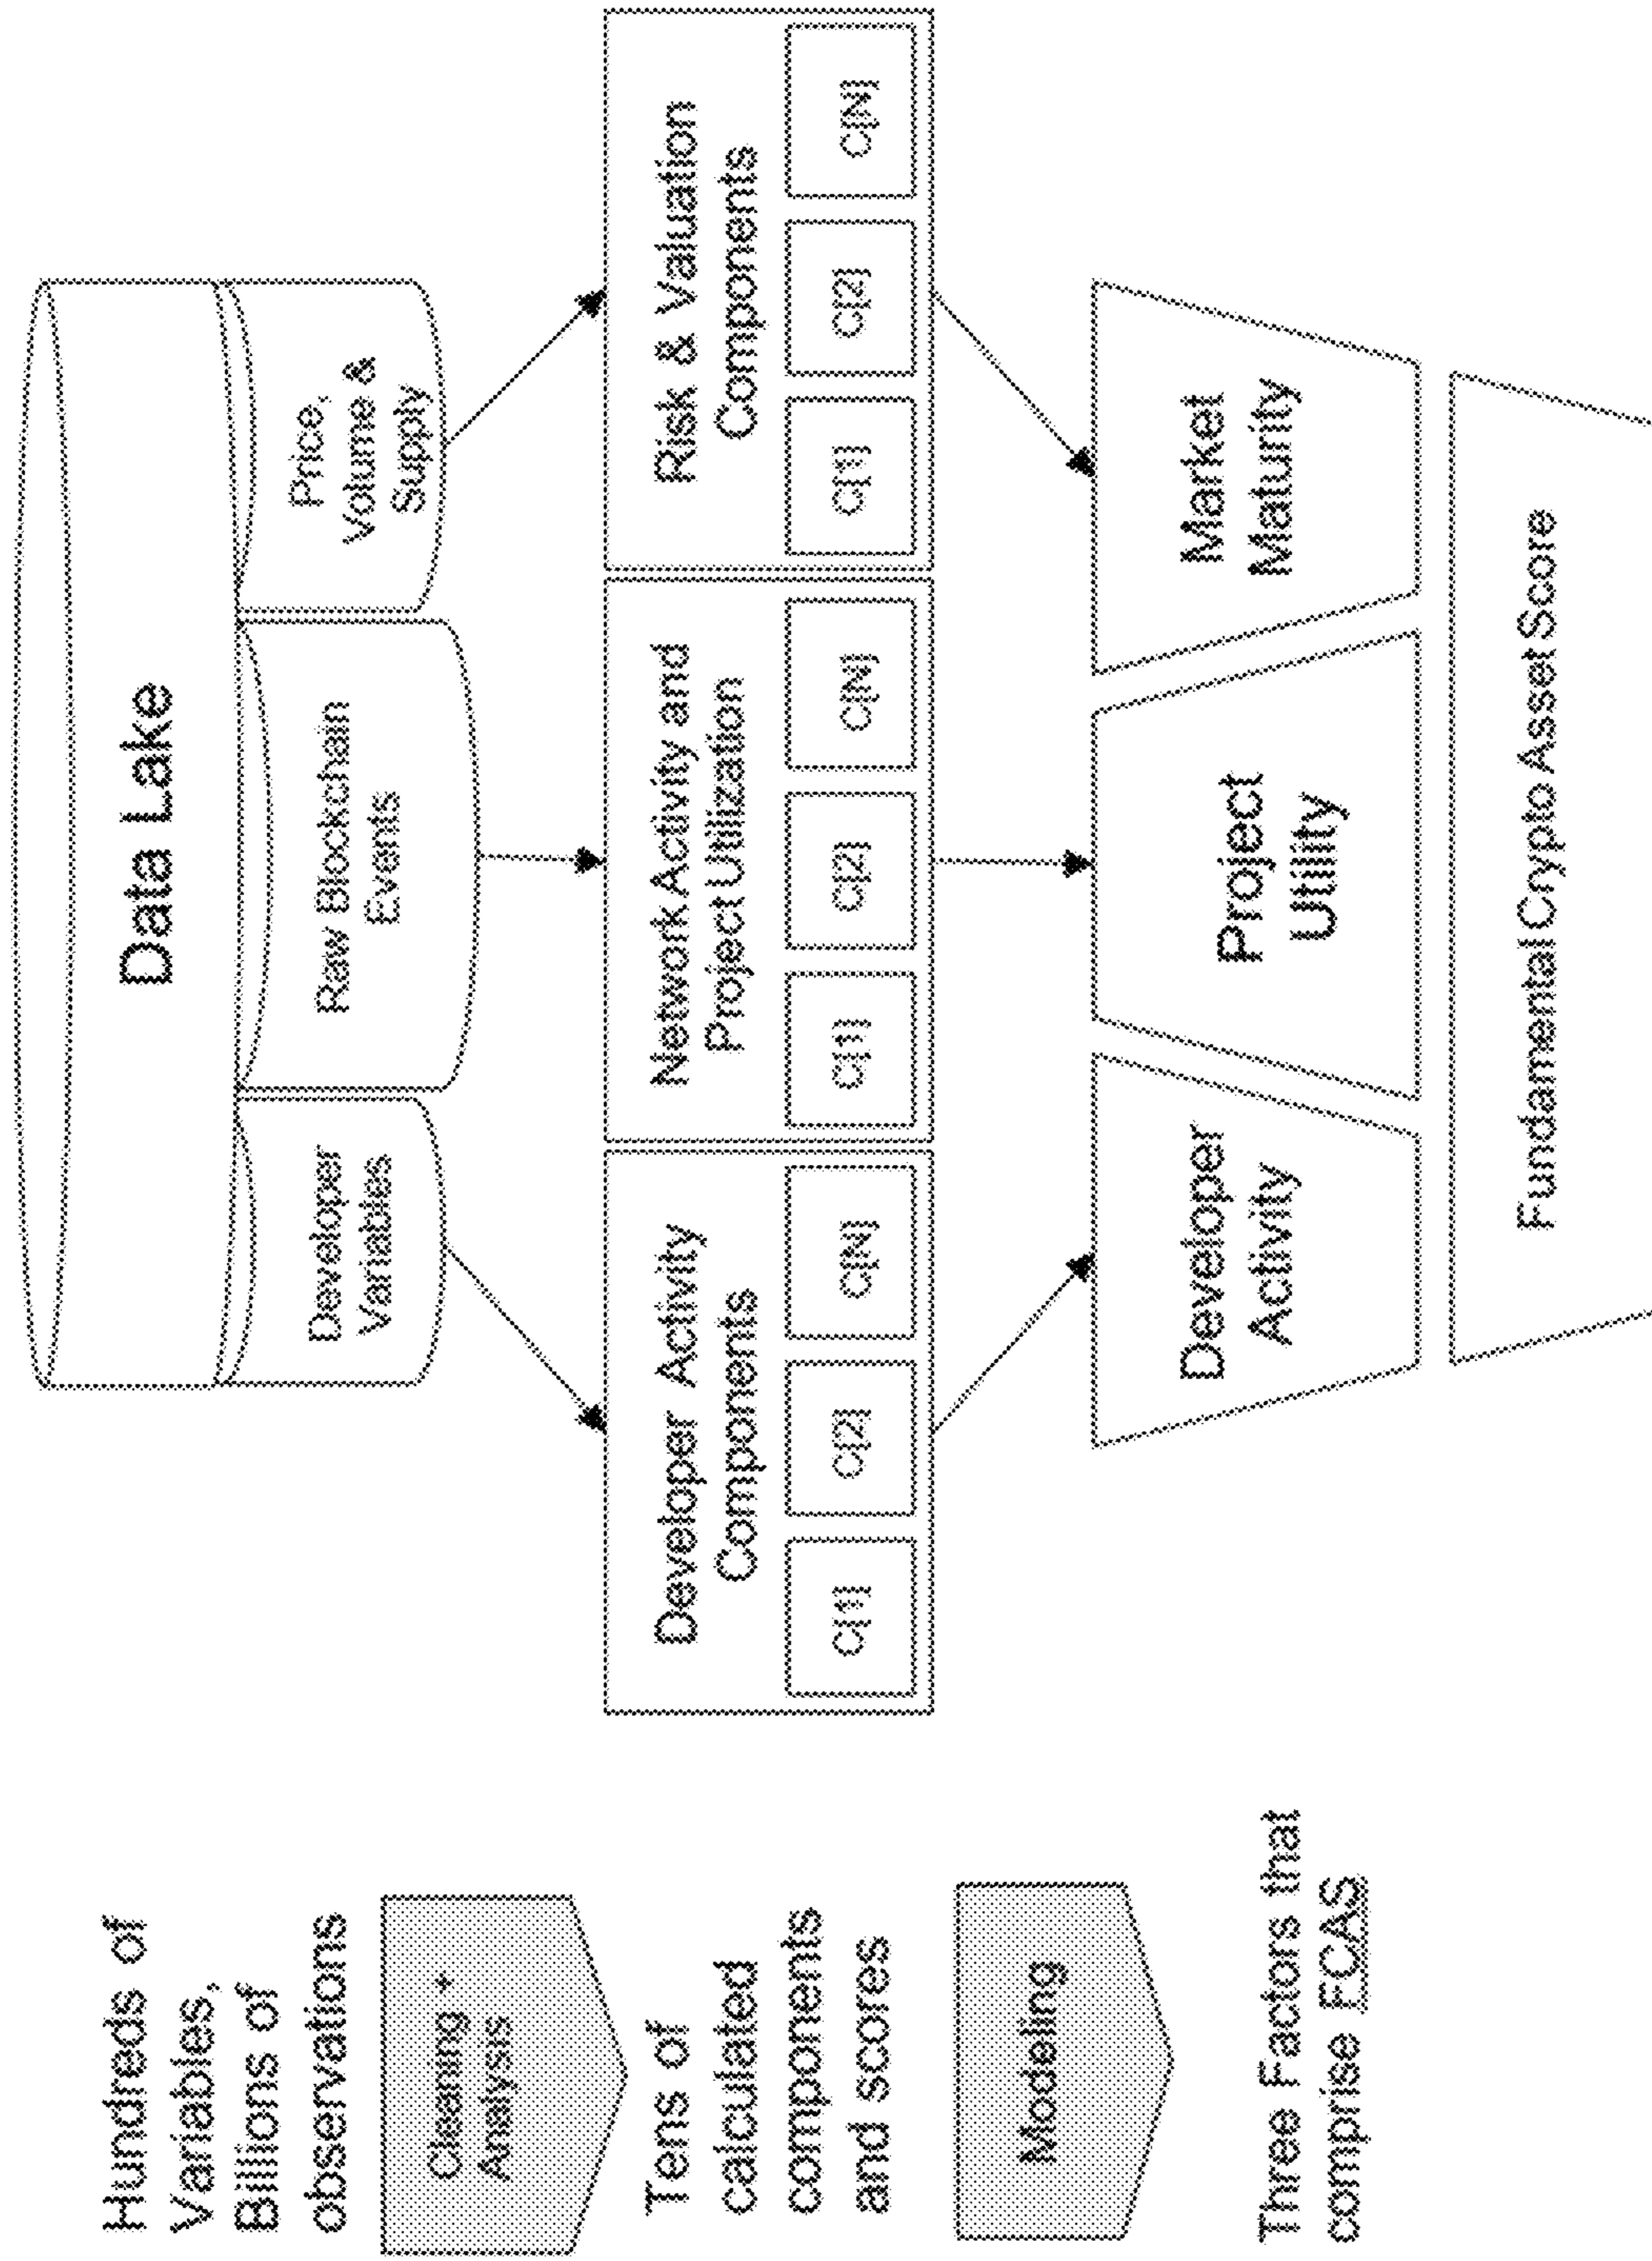 Hundreds of
Variables,
Billions of
observations
Cleaning +
Analysis
Tens of
calculated
components
and scores
Modeling
Three Factors that
comprise FCAS
Data Lake
Developer
Variables
Raw Blockchain
Events
Price,
Volume &
Supply
Developer Activity
Components
C[1]
C[2]
C[N]
Network Activity and
Project Utilization
C[1]
C[2]
C[N]
Risk & Valuation
Components
C[1]
C[2]
C[N]
Developer
Activity
Project
Utility
Market
Maturity
Fundamental Crypto Asset Score